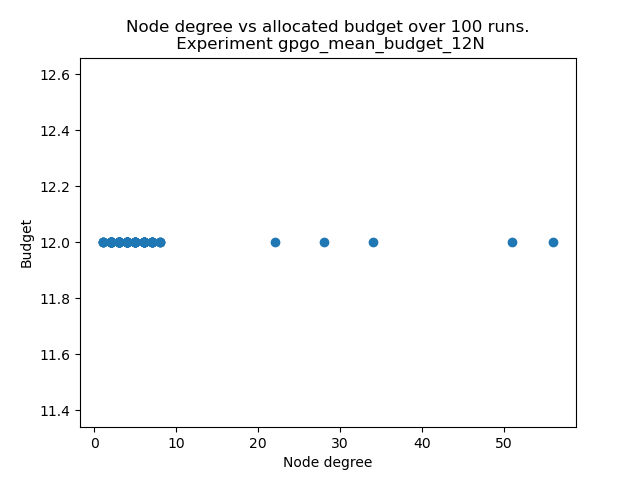 Node degree vs allocated budget over 100 runs.
Experiment gpgo_mean_budget_12N
12.6
12.4
12.2
12.0
11.8
11.6
11.4
Budget
0 10 20 30 40 50
Node degree